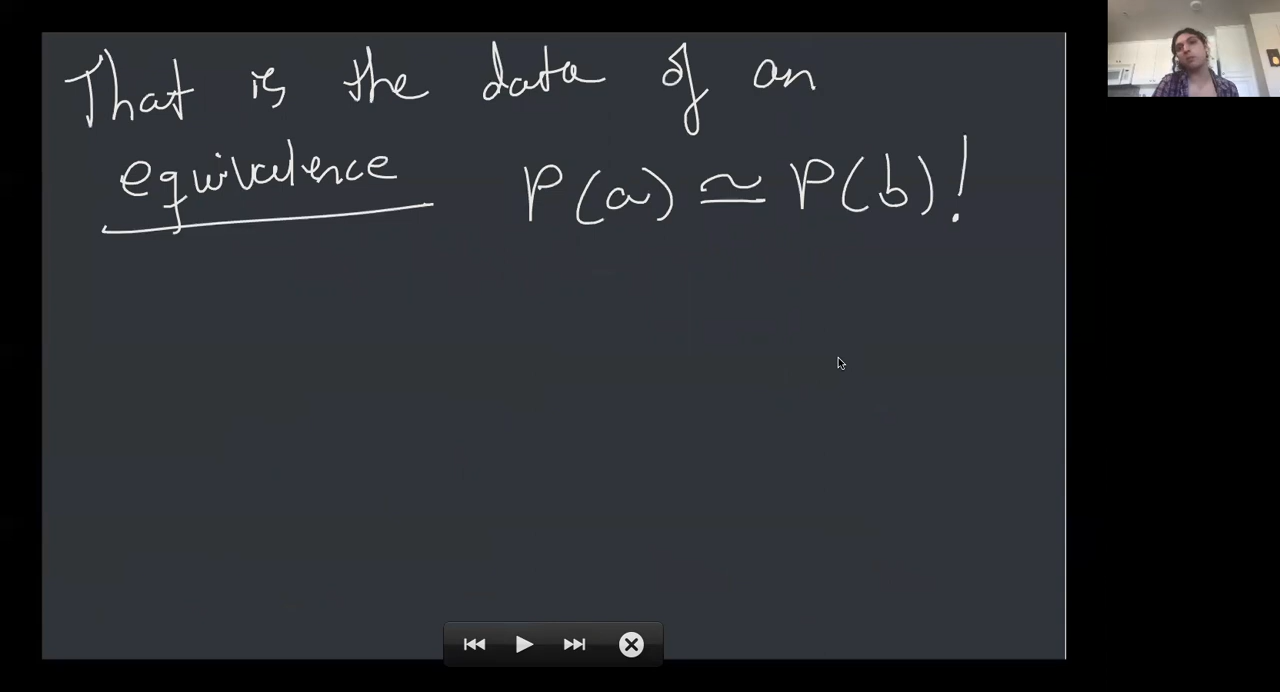 That is the data of an
equivalence P(a) ≃ P(b)!